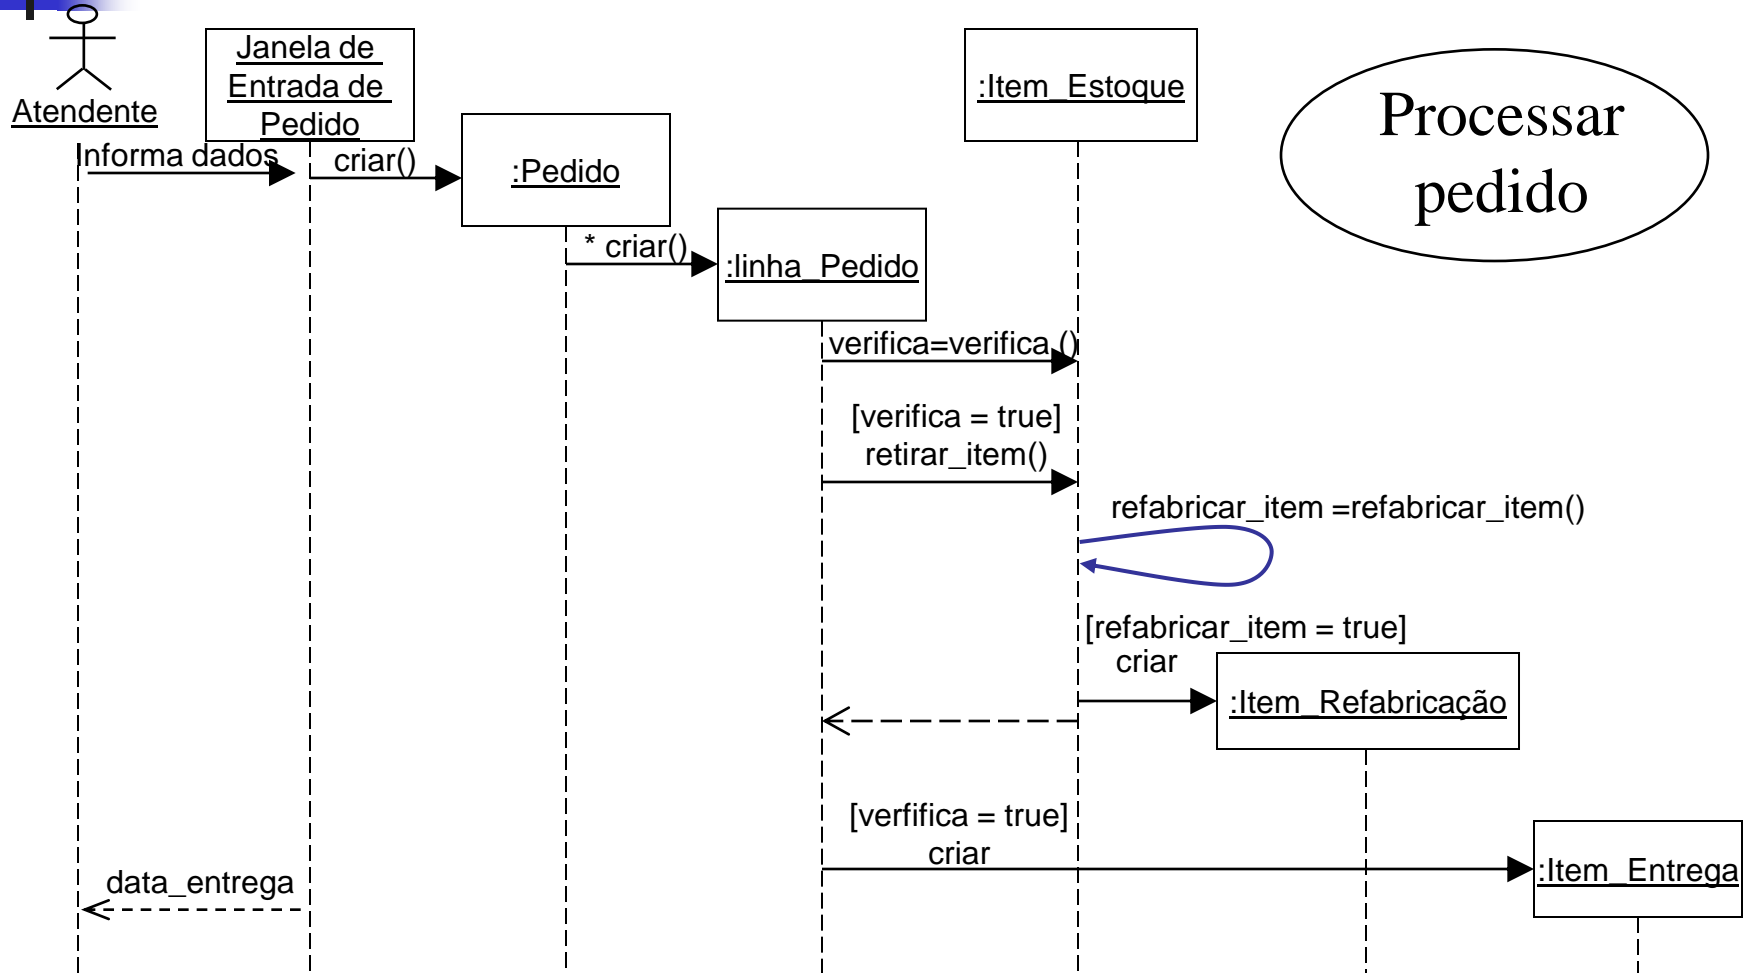 Atendente
Janela de
Entrada de
Pedido
:Item_Estoque
Processar
pedido
Informa dados
criar()
:Pedido
* criar()
:linha_Pedido
verifica=verifica ()
[verifica = true]
retirar_item()
refabricar_item =refabricar_item()
[refabricar_item = true]
criar
:Item_Refabricação
[verfifica = true]
criar
:Item_Entrega
data_entrega